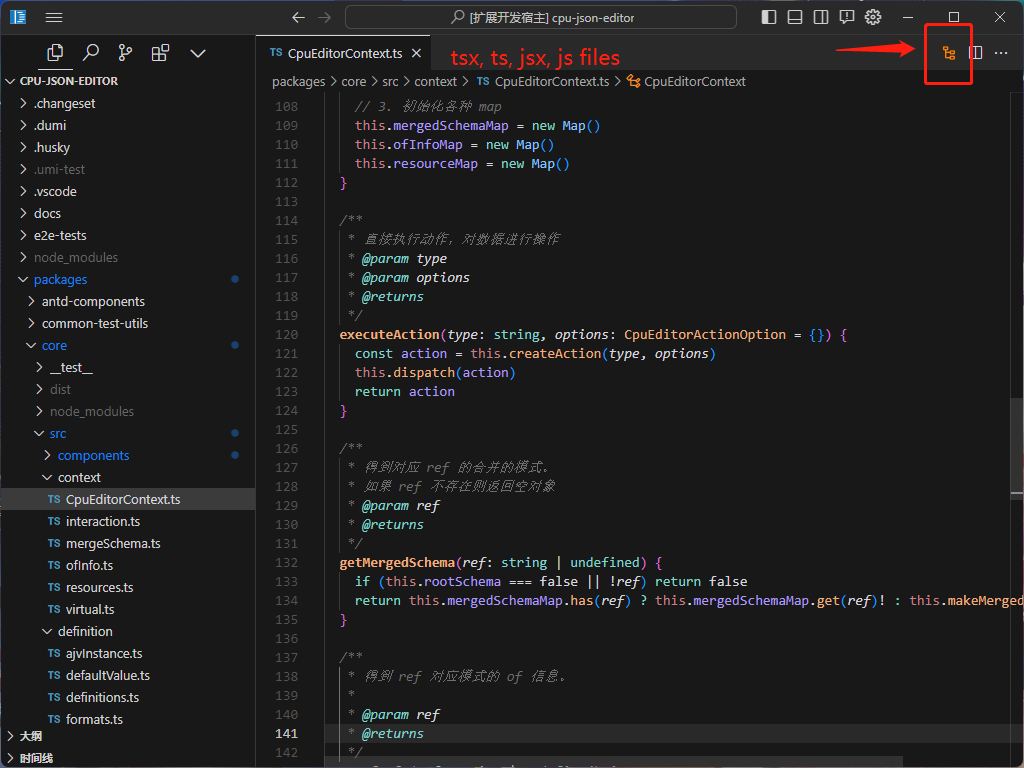 [扩展开发宿主] cpu-json-editor
CPU-JSON-EDITOR
.changeset
.dumi
.husky
.umi-test
.vscode
docs
e2e-tests
node_modules
packages
antd-components
common-test-utils
core
__test__
dist
node_modules
src
components
context
TS CpuEditorContext.ts
TS interaction.ts
TS mergeSchema.ts
TS ofInfo.ts
TS resources.ts
TS virtual.ts
definition
TS ajvInstance.ts
TS defaultValue.ts
TS definitions.ts
TS formats.ts
大纲
时间线
TS CpuEditorContext.ts
tsx, ts, jsx, js files
packages > core > src > context > TS CpuEditorContext.ts > CpuEditorContext
108 // 3. 初始化各种 map
109 this.mergedSchemaMap = new Map()
110 this.ofInfoMap = new Map()
111 this.resourceMap = new Map()
112 }
113
114 /**
115 * 直接执行动作，对数据进行操作
116 * @param type
117 * @param options
118 * @returns
119 */
120 executeAction(type: string, options: CpuEditorActionOption = {}) {
121 const action = this.createAction(type, options)
122 this.dispatch(action)
123 return action
124 }
125
126 /**
127 * 得到对应 ref 的合并的模式。
128 * 如果 ref 不存在则返回空对象
129 * @param ref
130 * @returns
131 */
132 getMergedSchema(ref: string | undefined) {
133 if (this.rootSchema === false || !ref) return false
134 return this.mergedSchemaMap.has(ref) ? this.mergedSchemaMap.get(ref)! : this.makeMerged
135 }
136
137 /**
138 * 得到 ref 对应模式的 of 信息。
139 *
140 * @param ref
141 * @returns
142 */